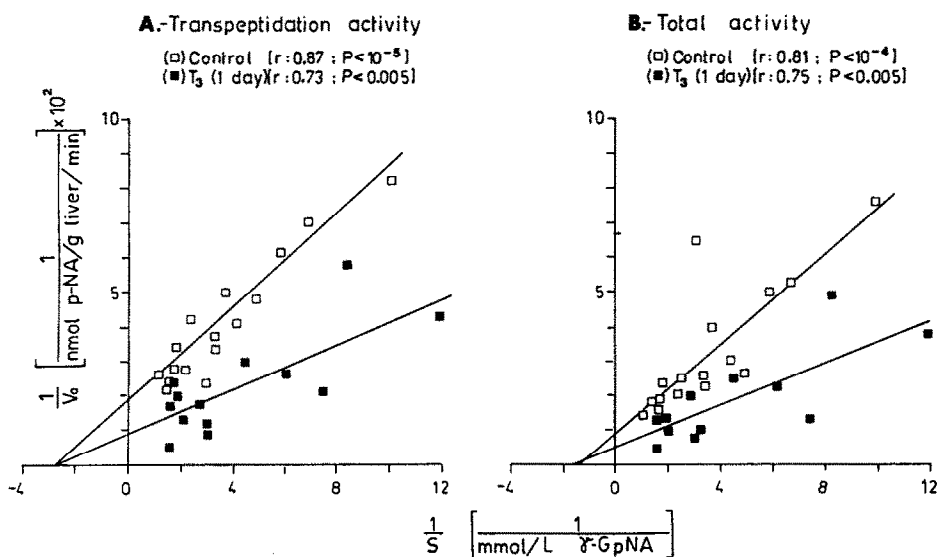 A.-Transpeptidation activity
(□) Control [r:0.87 ; P<10⁻⁵]
(■) T₃ (1 day)[r:0.73 ; P<0.005)
B.- Total activity
□ Control [r:0.81 ; P<10⁻⁴]
■ T₃ (1 day) [r:0.75 ; P<0.005]
1/V₀ [1/nmol p-NA/g liver/min] ×10²
10
5
-4
0
4
8
12
10
5
-4
0
4
8
12
1/S [1/mmol/L γ-GpNA]